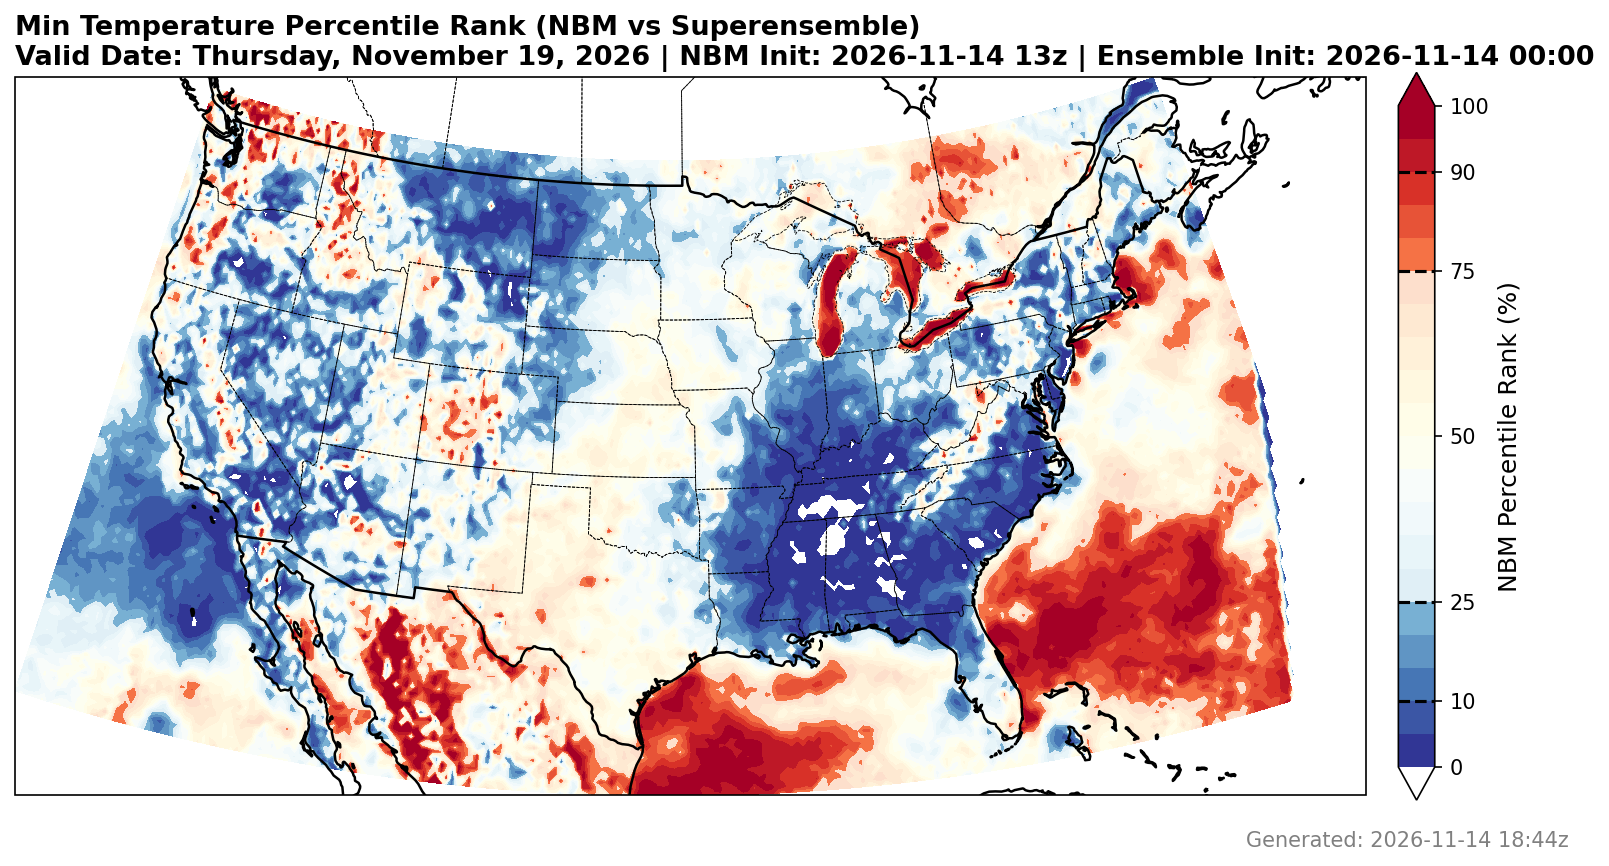 Min Temperature Percentile Rank (NBM vs Superensemble)
Valid Date: Thursday, November 19, 2026 | NBM Init: 2026-11-14 13z | Ensemble Init: 2026-11-14 00:00
100
90
75
50
25
10
0
NBM Percentile Rank (%)
Generated: 2026-11-14 18:44z